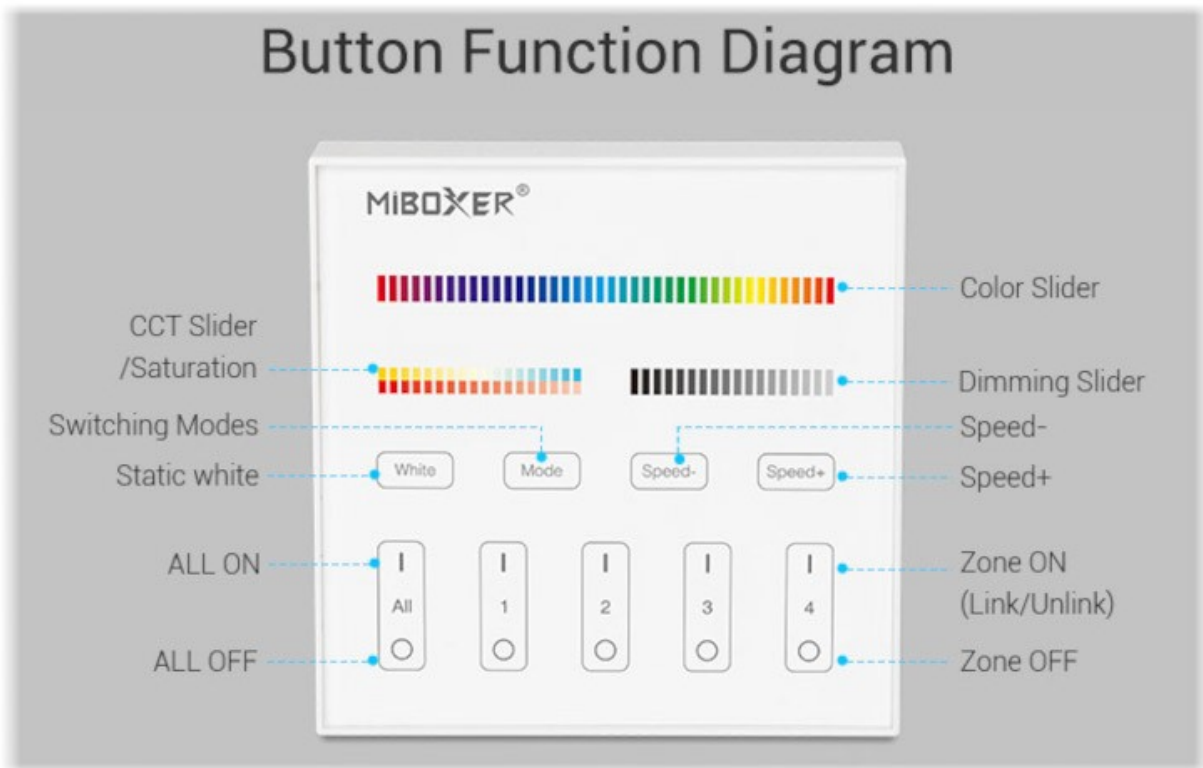 Button Function Diagram
MiBOXER®
Color Slider
CCT Slider
/Saturation
Dimming Slider
Switching Modes
Speed-
Static white
White
Mode
Speed-
Speed+
Speed+
ALL ON
All
1
2
3
4
Zone ON
(Link/Unlink)
ALL OFF
Zone OFF